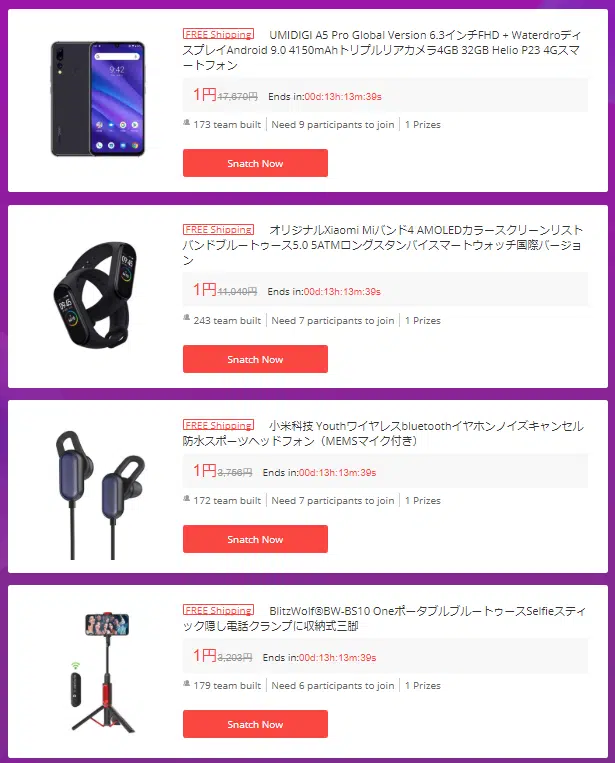 FREE Shipping UMIDIGI A5 Pro Global Version 6.3インチFHD + Waterdroディ
スプレイAndroid 9.0 4150mAhトリプルリアカメラ4GB 32GB Helio P23 4Gスマ
ートフォン
1円17,670円 Ends in:00d:13h:13m:39s
173 team built | Need 9 participants to join | 1 Prizes
Snatch Now
FREE Shipping オリジナルXiaomi Miバンド4 AMOLEDカラースクリーンリスト
バンドブルートゥース5.0 5ATMロングスタンバイスマートウォッチ国際バージョ
ン
1円11,040円 Ends in:00d:13h:13m:39s
243 team built | Need 7 participants to join | 1 Prizes
Snatch Now
FREE Shipping 小米科技 Youthワイヤレスbluetoothイヤホンノイズキャンセル
防水スポーツヘッドフォン（MEMSマイク付き）
1円3,756円 Ends in:00d:13h:13m:39s
172 team built | Need 7 participants to join | 1 Prizes
Snatch Now
FREE Shipping BlitzWolf®BW-BS10 OneポータブルブルートゥースSelfieスティ
ック隠し電話クランプに収納式三脚
1円3,203円 Ends in:00d:13h:13m:39s
179 team built | Need 6 participants to join | 1 Prizes
Snatch Now